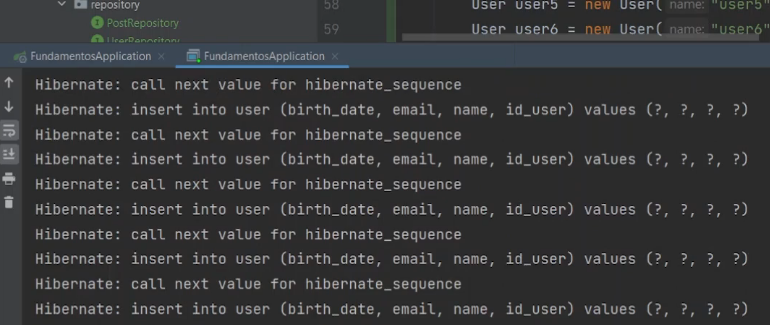 repository
PostRepository
UserRepository
58 User user5 = new User( name: "user5"
59 User user6 = new User( name: "user6"
FundamentosApplication × FundamentosApplication ×
Hibernate: call next value for hibernate_sequence
Hibernate: insert into user (birth_date, email, name, id_user) values (?, ?, ?, ?)
Hibernate: call next value for hibernate_sequence
Hibernate: insert into user (birth_date, email, name, id_user) values (?, ?, ?, ?)
Hibernate: call next value for hibernate_sequence
Hibernate: insert into user (birth_date, email, name, id_user) values (?, ?, ?, ?)
Hibernate: call next value for hibernate_sequence
Hibernate: insert into user (birth_date, email, name, id_user) values (?, ?, ?, ?)
Hibernate: call next value for hibernate_sequence
Hibernate: insert into user (birth_date, email, name, id_user) values (?, ?, ?, ?)